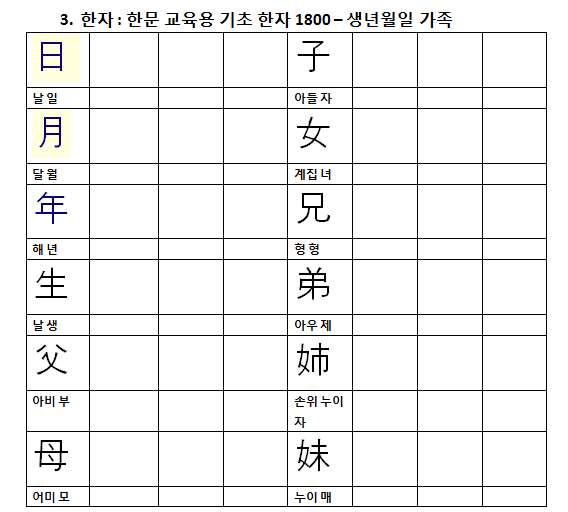 3. 한자 : 한문 교육용 기초 한자 1800 – 생년월일 가족
日 子
날 일 아들 자
月 女
달 월 계집 녀
年 兄
해 년 형 형
生 弟
날 생 아우 제
父 姉
아비 부 손위 누이
자
母 妹
어미 모 누이 매